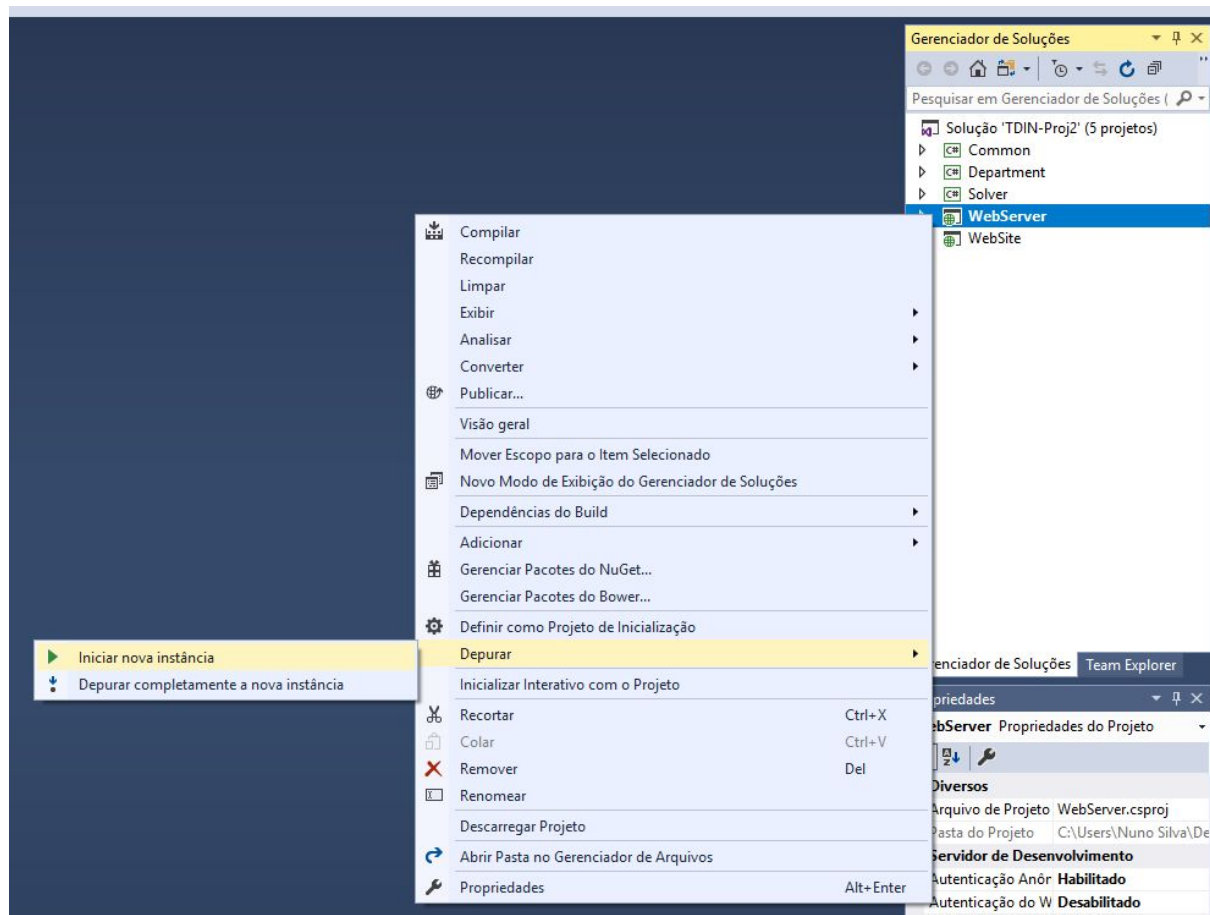 Gerenciador de Soluções
Pesquisar em Gerenciador de Soluções (
Solução 'TDIN-Proj2' (5 projetos)
C# Common
C# Department
C# Solver
WebServer
WebSite
Compilar
Recompilar
Limpar
Exibir
Analisar
Converter
Publicar...
Visão geral
Mover Escopo para o Item Selecionado
Novo Modo de Exibição do Gerenciador de Soluções
Dependências do Build
Adicionar
Gerenciar Pacotes do NuGet...
Gerenciar Pacotes do Bower...
Definir como Projeto de Inicialização
Depurar
Iniciar nova instância
Depurar completamente a nova instância
Inicializar Interativo com o Projeto
Recortar Ctrl+X
Colar Ctrl+V
Remover Del
Renomear
Descarregar Projeto
Abrir Pasta no Gerenciador de Arquivos
Propriedades Alt+Enter
renciador de Soluções Team Explorer
priedades
ebServer Propriedades do Projeto
Diversos
Arquivo de Projeto WebServer.csproj
Pasta do Projeto C:\Users\Nuno Silva\De
Servidor de Desenvolvimento
Autenticação Anôr Habilitado
Autenticação do W Desabilitado